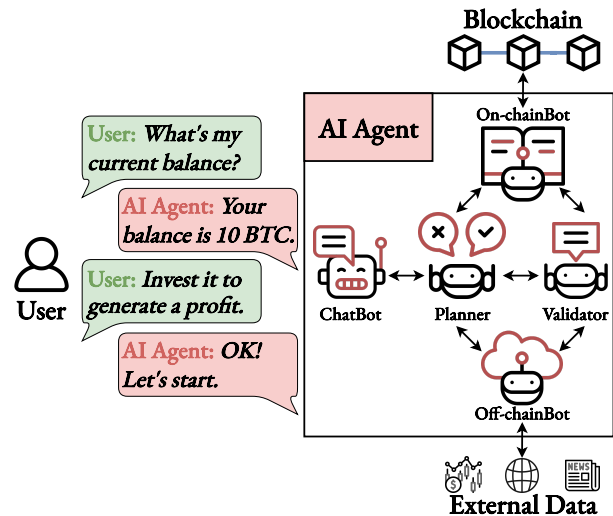 Blockchain
AI Agent
On-chainBot
User: What's my
current balance?
AI Agent: Your
balance is 10 BTC.
User: Invest it to
generate a profit.
AI Agent: OK!
Let's start.
User
ChatBot
Planner
Validator
Off-chainBot
$
NEWS
External Data